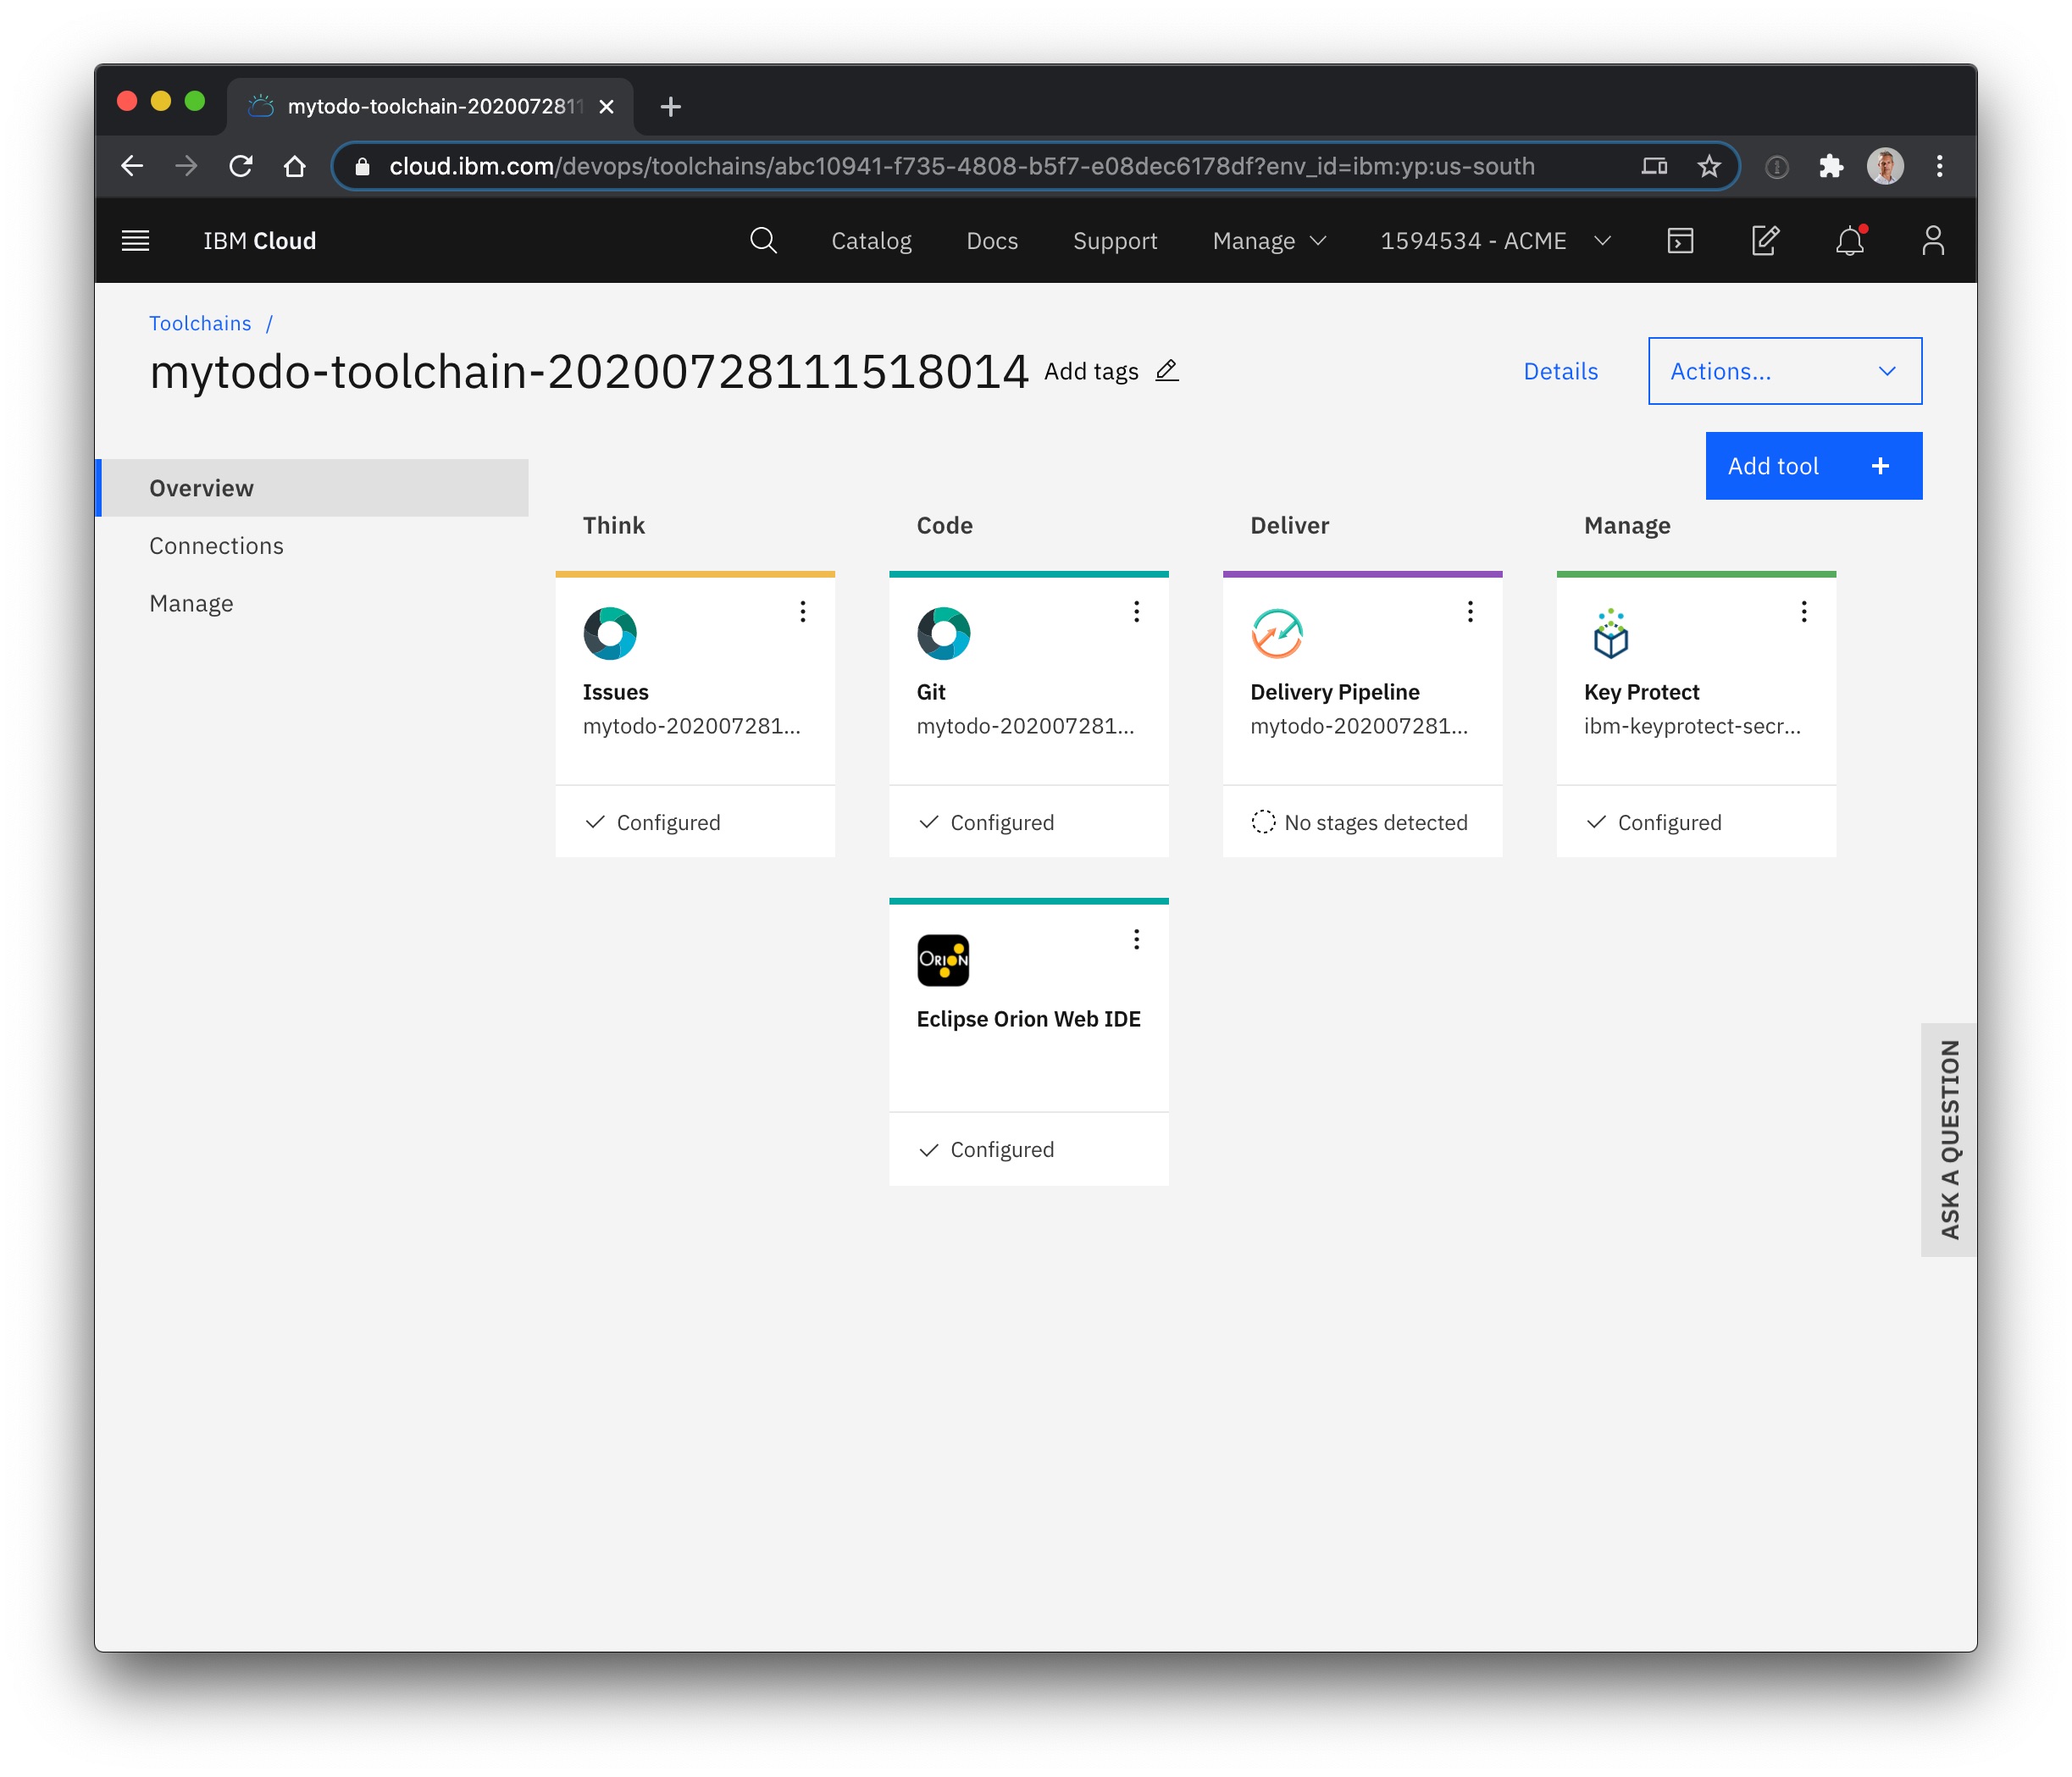 mytodo-toolchain-2020072811
cloud.ibm.com/devops/toolchains/abc10941-f735-4808-b5f7-e08dec6178df?env_id=ibm:yp:us-south
IBM Cloud
Catalog
Docs
Support
Manage
1594534 - ACME
Toolchains /
mytodo-toolchain-20200728111518014
Add tags
Details
Actions...
Add tool +
Overview
Connections
Manage
Think
Code
Deliver
Manage
Issues
mytodo-202007281...
Configured
Git
mytodo-202007281...
Configured
Delivery Pipeline
mytodo-202007281...
No stages detected
Key Protect
ibm-keyprotect-secr...
Configured
ORION
Eclipse Orion Web IDE
Configured
ASK A QUESTION